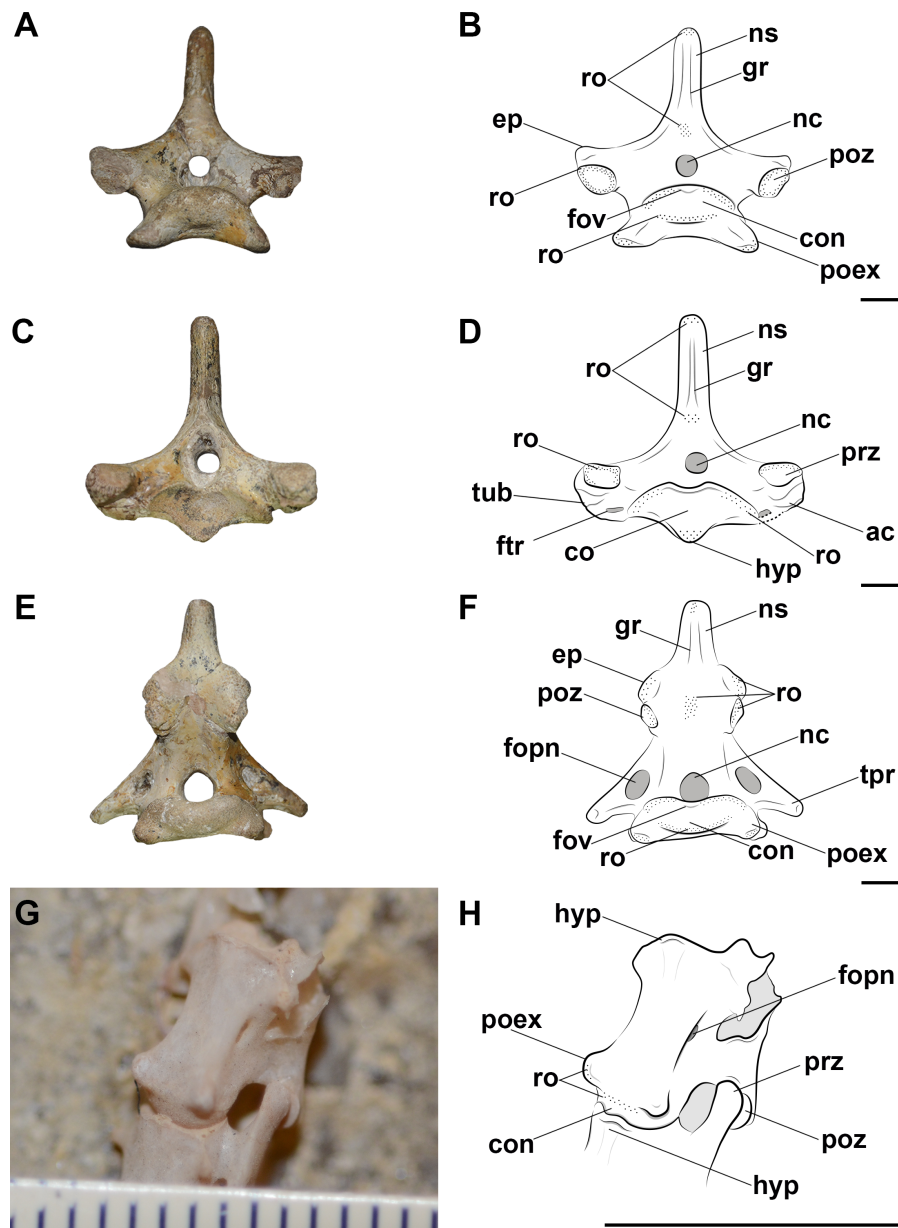 A
B
ns
ro
gr
ep
nc
poz
ro
fov
con
ro
poex
C
D
ns
ro
gr
ro
nc
prz
tub
ftr
co
ac
ro
hyp
E
F
ns
gr
ep
poz
ro
fopn
nc
tpr
fov
ro
con
poex
G
H
hyp
fopn
poex
ro
prz
con
poz
hyp